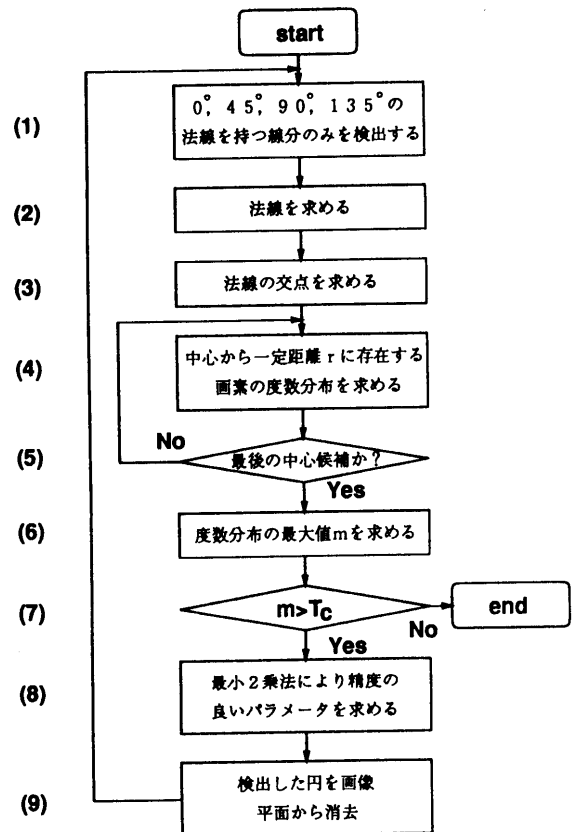 start
(1)
0°, 45°, 90°, 135°の
法線を持つ線分のみを検出する
(2)
法線を求める
(3)
法線の交点を求める
(4)
中心から一定距離rに存在する
画素の度数分布を求める
(5)
最後の中心候補か?
No
Yes
(6)
度数分布の最大値mを求める
(7)
m>Tc
end
No
Yes
(8)
最小2乗法により精度の
良いパラメータを求める
(9)
検出した円を画像
平面から消去